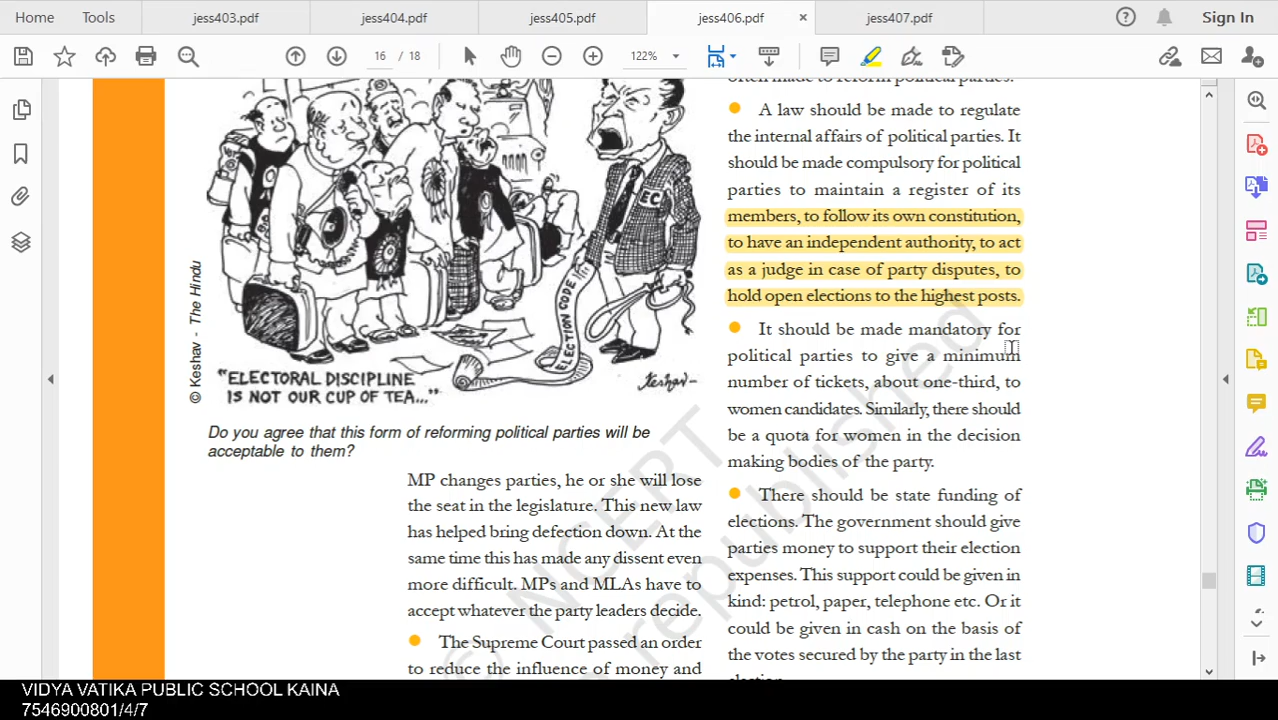 Home Tools jess403.pdf jess404.pdf jess405.pdf jess406.pdf × jess407.pdf Sign In
16 / 18 122%
© Keshav - The Hindu
EC
ELECTION CODE
"ELECTORAL DISCIPLINE
IS NOT OUR CUP OF TEA..."
Keshav
Do you agree that this form of reforming political parties will be
acceptable to them?
MP changes parties, he or she will lose
the seat in the legislature. This new law
has helped bring defection down. At the
same time this has made any dissent even
more difficult. MPs and MLAs have to
accept whatever the party leaders decide.
The Supreme Court passed an order
to reduce the influence of money and
often made to reform political parties:
A law should be made to regulate
the internal affairs of political parties. It
should be made compulsory for political
parties to maintain a register of its
members, to follow its own constitution,
to have an independent authority, to act
as a judge in case of party disputes, to
hold open elections to the highest posts.
It should be made mandatory for
political parties to give a minimum
number of tickets, about one-third, to
women candidates. Similarly, there should
be a quota for women in the decision
making bodies of the party.
There should be state funding of
elections. The government should give
parties money to support their election
expenses. This support could be given in
kind: petrol, paper, telephone etc. Or it
could be given in cash on the basis of
the votes secured by the party in the last
election.
© NCERT
republished
VIDYA VATIKA PUBLIC SCHOOL KAINA
7546900801/4/7